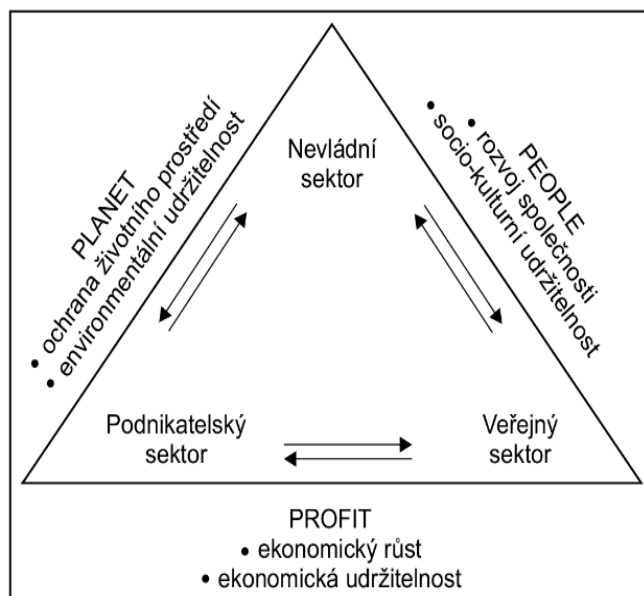 Nevládní
sektor
PLANET
• ochrana životního prostředí
• environmentální udržitelnost
PEOPLE
• rozvoj společnosti
• socio-kulturní udržitelnost
Podnikatelský
sektor
Veřejný
sektor
PROFIT
• ekonomický růst
• ekonomická udržitelnost